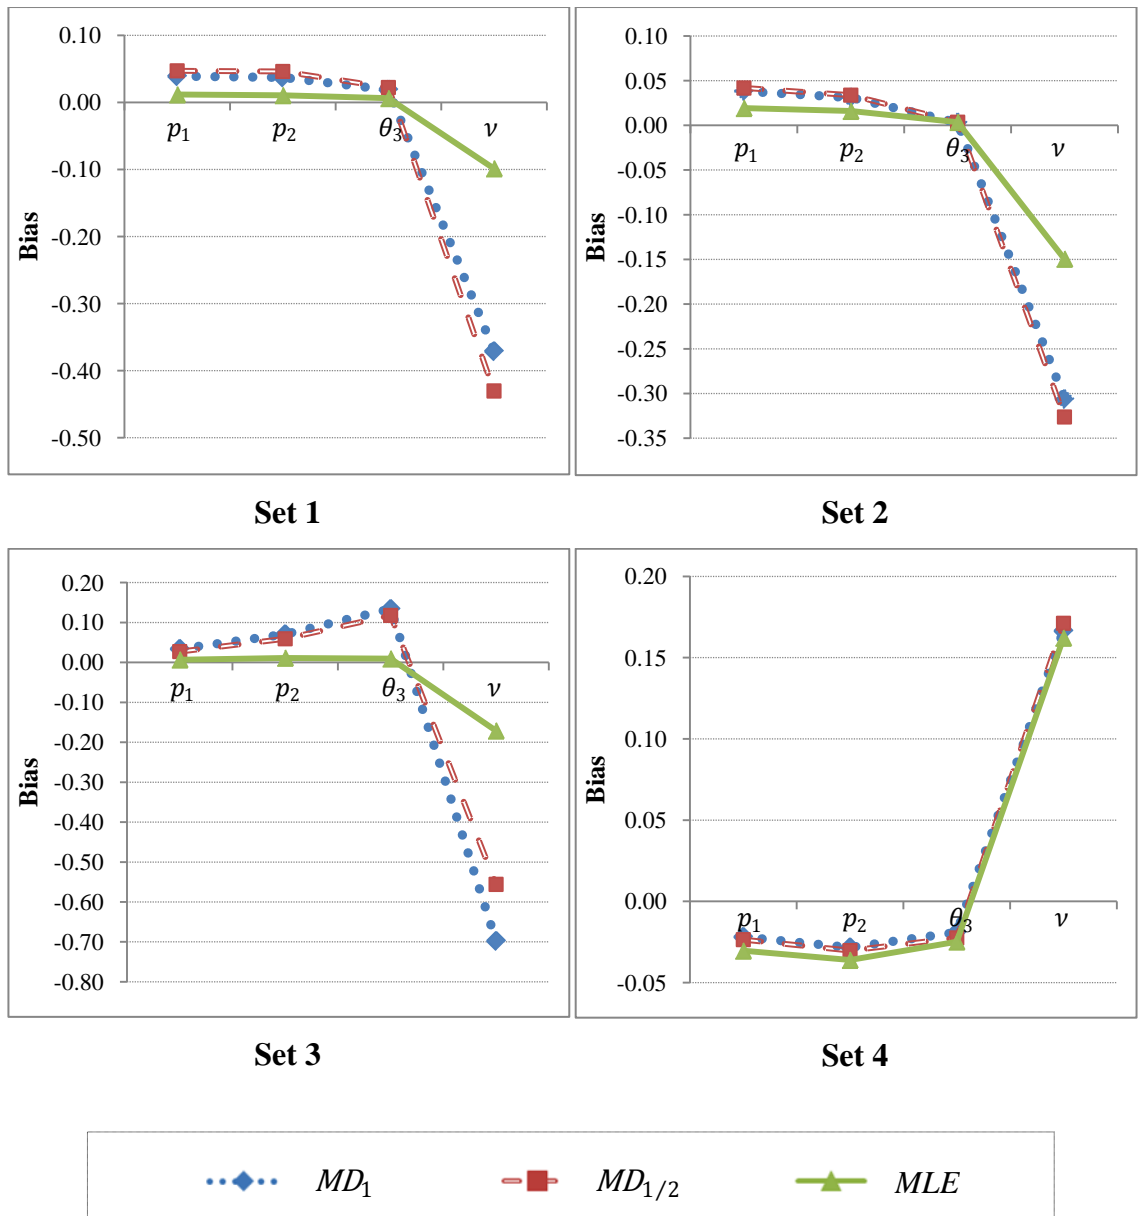 0.10
0.00
-0.10
-0.20
-0.30
-0.40
-0.50
Bias
p₁ p₂ θ₃ ν
Set 1
0.10
0.05
0.00
-0.05
-0.10
-0.15
-0.20
-0.25
-0.30
-0.35
Bias
p₁ p₂ θ₃ ν
Set 2
0.20
0.10
0.00
-0.10
-0.20
-0.30
-0.40
-0.50
-0.60
-0.70
-0.80
Bias
p₁ p₂ θ₃ ν
Set 3
0.20
0.15
0.10
0.05
0.00
-0.05
Bias
p₁ p₂ θ₃ ν
Set 4
MD₁ MD₁/₂ MLE